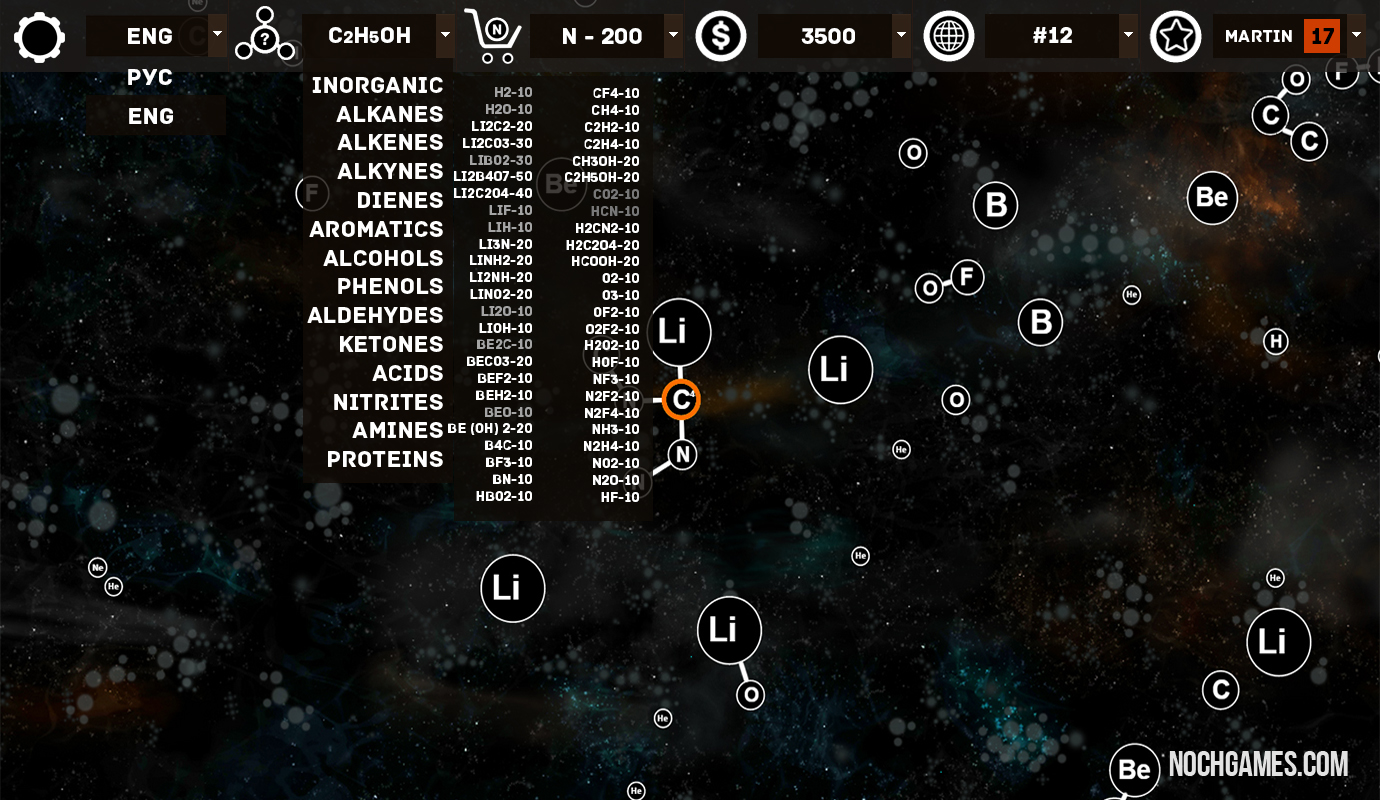 ENG
C2H5OH
N
N - 200
$
3500
#12
MARTIN 17
?
РУС
ENG
INORGANIC
ALKANES
ALKENES
ALKYNES
DIENES
AROMATICS
ALCOHOLS
PHENOLS
ALDEHYDES
KETONES
ACIDS
NITRITES
AMINES
PROTEINS
H2-10
H2O-10
LI2C2-20
LI2CO3-30
LIBO2-30
LI2B4O7-50
LI2C2O4-40
LIF-10
LIH-10
LI3N-20
LINH2-20
LI2NH-20
LINO2-20
LI2O-10
LIOH-10
BE2C-10
BECO3-20
BEF2-10
BEH2-10
BEO-10
BE (OH) 2-20
B4C-10
BF3-10
BN-10
HBO2-10
CF4-10
CH4-10
C2H2-10
C2H4-10
CH3OH-20
C2H5OH-20
CO2-10
HCN-10
H2CN2-10
H2C2O4-20
HCOOH-20
O2-10
O3-10
OF2-10
O2F2-10
H2O2-10
HOF-10
NF3-10
N2F2-10
N2F4-10
NH3-10
N2H4-10
NO2-10
N2O-10
HF-10
F
Be
Li
C4
N
N
O
B
O
F
B
He
Be
O
C
C
F
H
Li
O
He
He
Ne
He
Li
Li
O
He
He
He
Li
C
Be
NOCHGAMES.COM